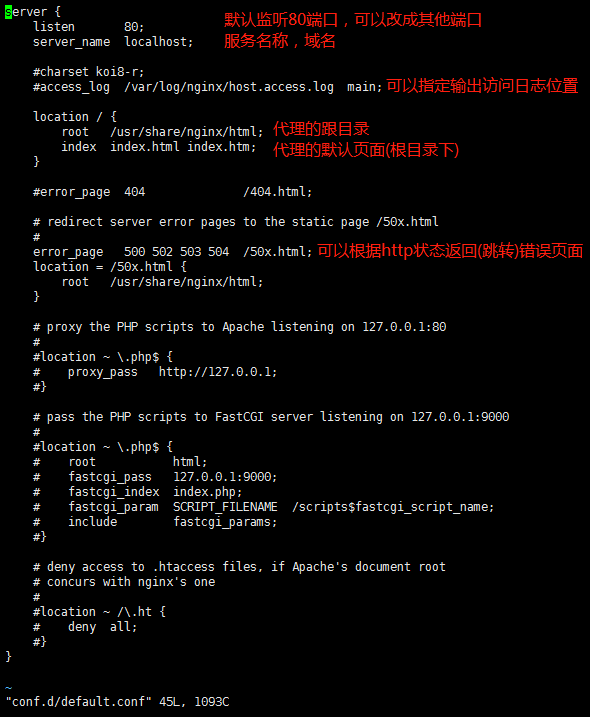 server {
    listen       80; 默认监听80端口，可以改成其他端口
    server_name  localhost; 服务名称，域名
    #charset koi8-r;
    #access_log  /var/log/nginx/host.access.log  main; 可以指定输出访问日志位置
    location / {
        root   /usr/share/nginx/html; 代理的跟目录
        index  index.html index.htm; 代理的默认页面(根目录下)
    }
    #error_page  404              /404.html;
    # redirect server error pages to the static page /50x.html
    #
    error_page   500 502 503 504  /50x.html; 可以根据http状态返回(跳转)错误页面
    location = /50x.html {
        root   /usr/share/nginx/html;
    }
    # proxy the PHP scripts to Apache listening on 127.0.0.1:80
    #
    #location ~ \.php$ {
    #    proxy_pass   http://127.0.0.1;
    #}
    # pass the PHP scripts to FastCGI server listening on 127.0.0.1:9000
    #
    #location ~ \.php$ {
    #    root           html;
    #    fastcgi_pass   127.0.0.1:9000;
    #    fastcgi_index  index.php;
    #    fastcgi_param  SCRIPT_FILENAME  /scripts$fastcgi_script_name;
    #    include        fastcgi_params;
    #}
    # deny access to .htaccess files, if Apache's document root
    # concurs with nginx's one
    #
    #location ~ /\.ht {
    #    deny  all;
    #}
}
~
"conf.d/default.conf" 45L, 1093C